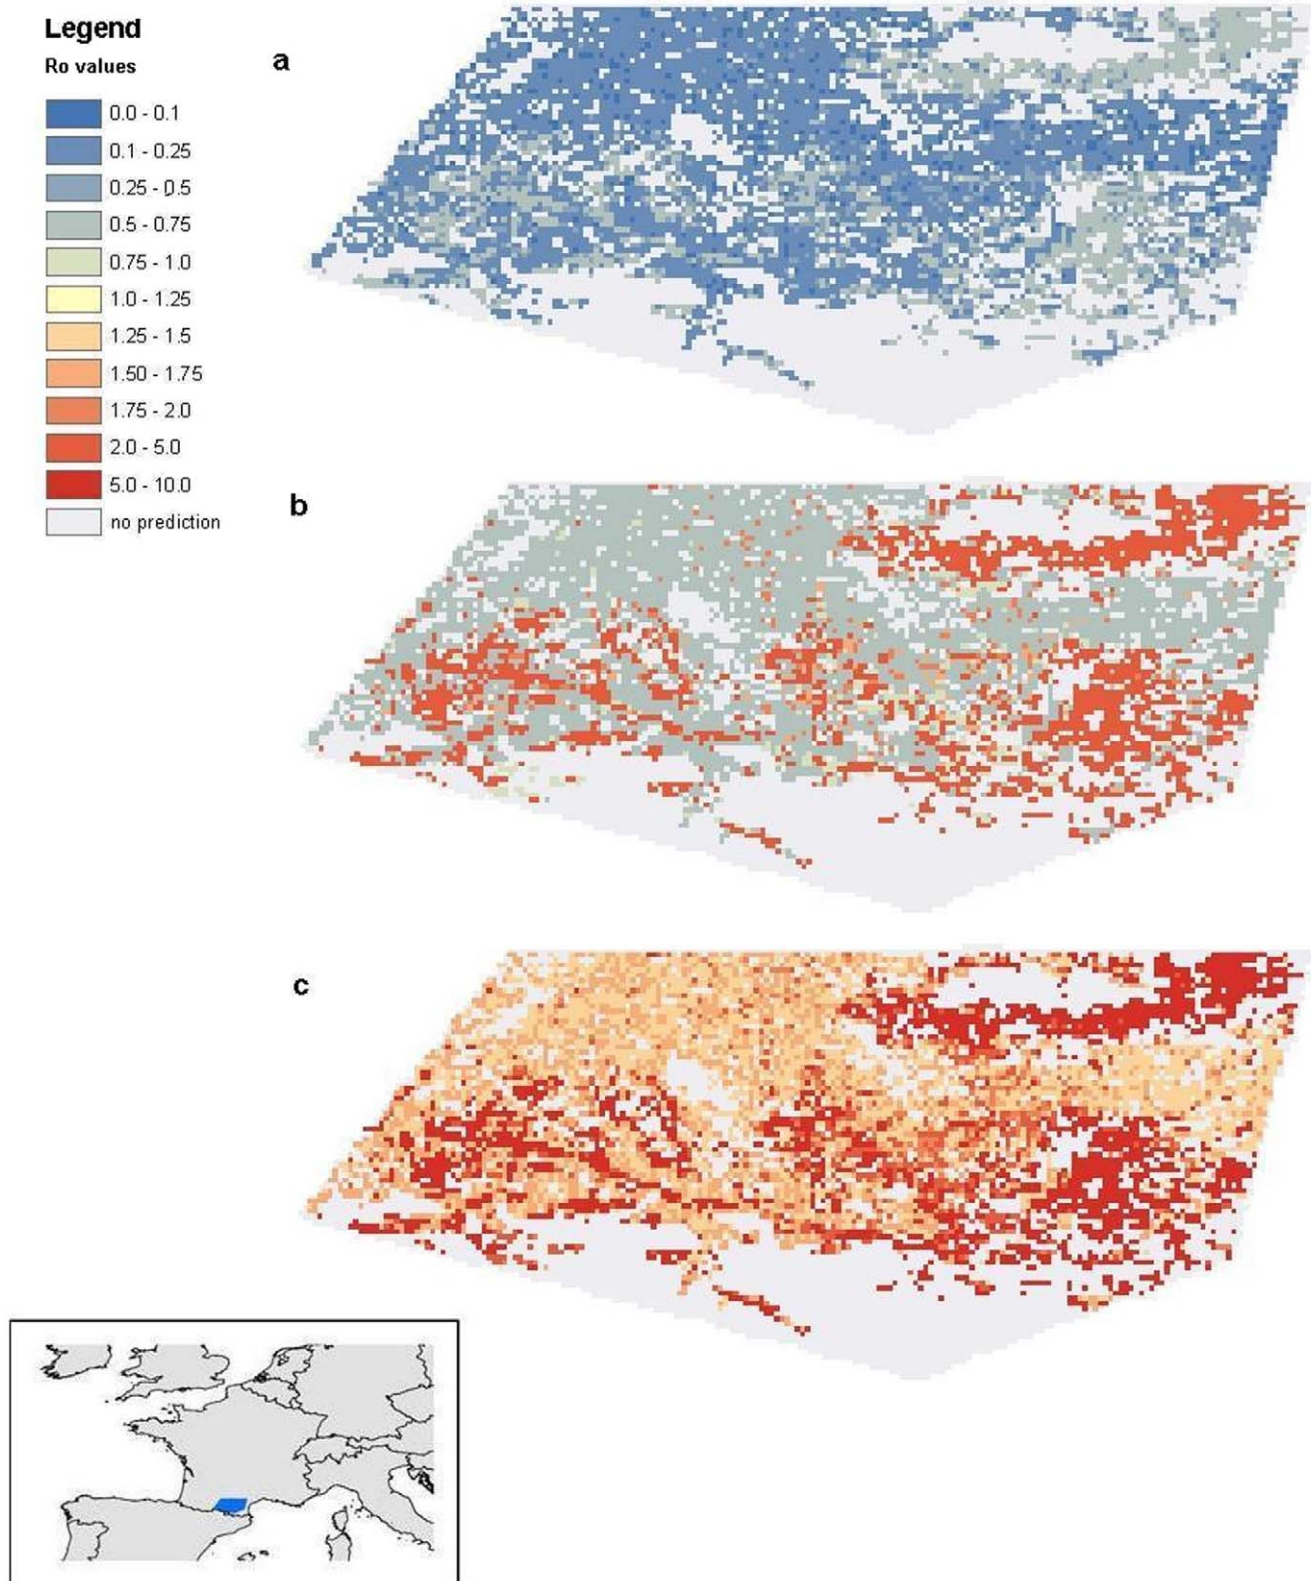 Legend
Ro values
0.0 - 0.1
0.1 - 0.25
0.25 - 0.5
0.5 - 0.75
0.75 - 1.0
1.0 - 1.25
1.25 - 1.5
1.50 - 1.75
1.75 - 2.0
2.0 - 5.0
5.0 - 10.0
no prediction
a
b
c